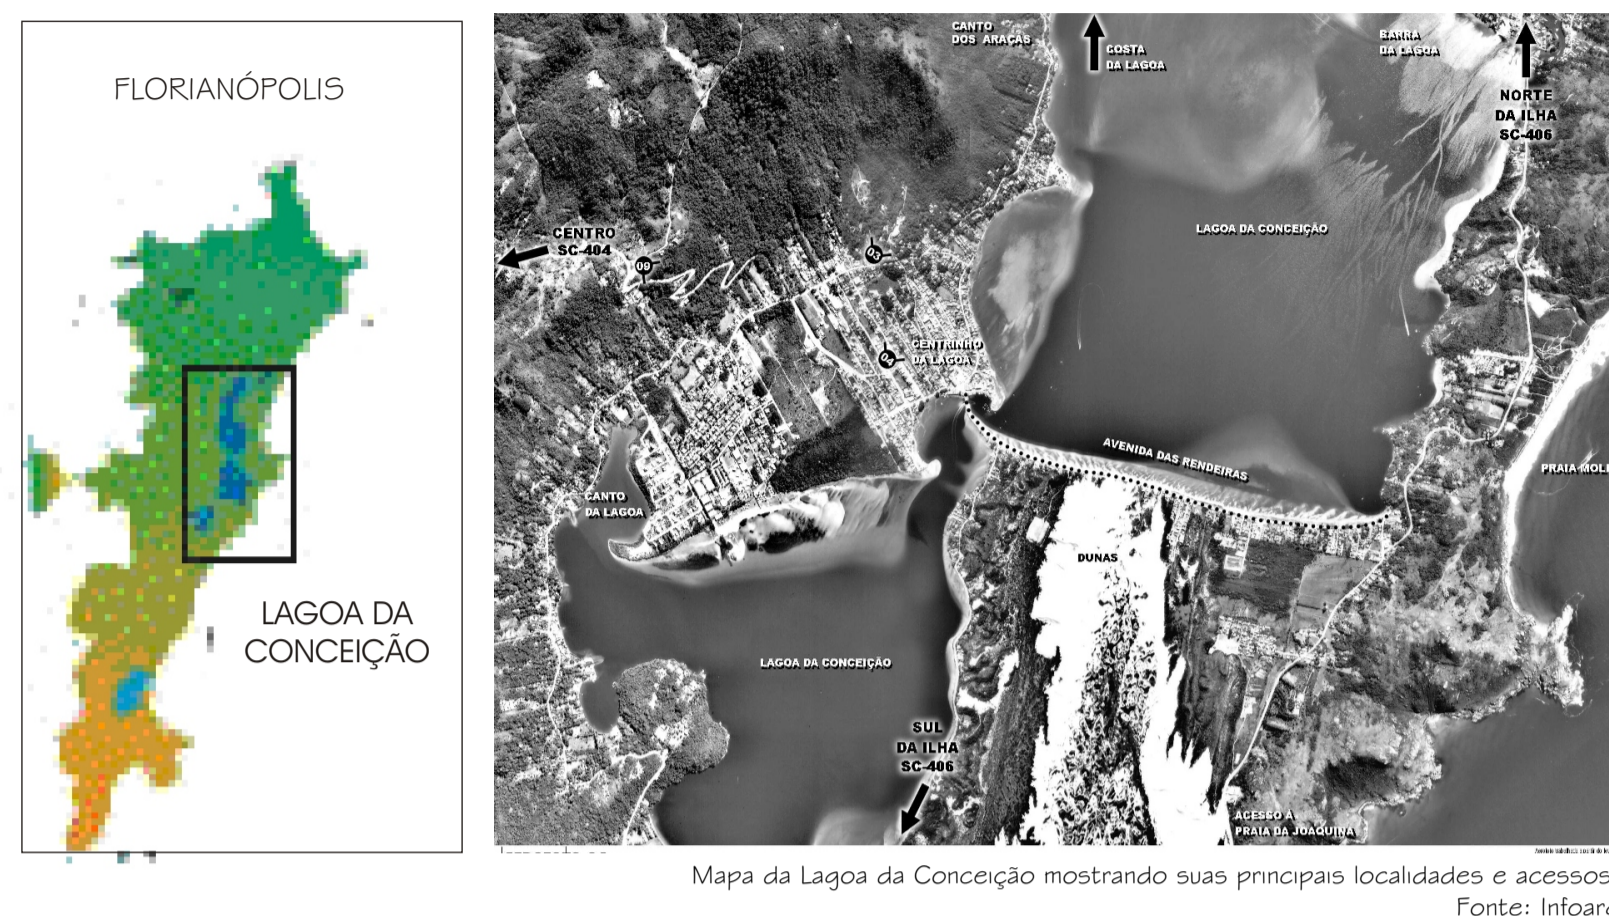 FLORIANÓPOLIS
LAGOA DA
CONCEIÇÃO
CANTO
DOS ARAÇÁS
COSTA
DA LAGOA
BARRA
DA LAGOA
NORTE
DA ILHA
SC-406
LAGOA DA CONCEIÇÃO
CENTRO
SC-404
09
03
04
CENTRINHO
DA LAGOA
AVENIDA DAS RENDEIRAS
PRAIA MOL
CANTO
DA LAGOA
DUNAS
LAGOA DA CONCEIÇÃO
SUL
DA ILHA
SC-406
ACESSO À
PRAIA DA JOAQUINA
Mapa da Lagoa da Conceição mostrando suas principais localidades e acessos
Fonte: Infoar